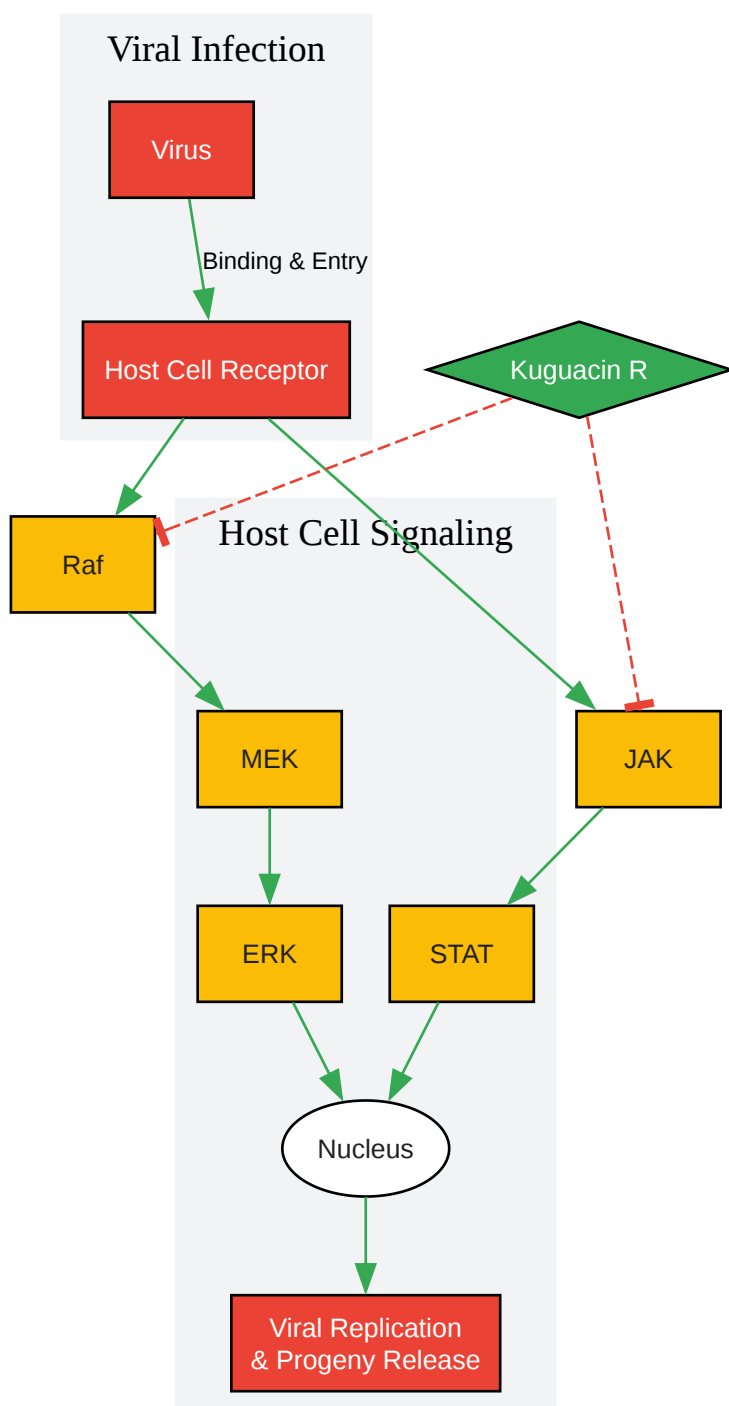 Viral Infection
Virus
Binding & Entry
Host Cell Receptor
Kuguacin R
Host Cell Signaling
Raf
MEK
JAK
ERK
STAT
Nucleus
Viral Replication
& Progeny Release